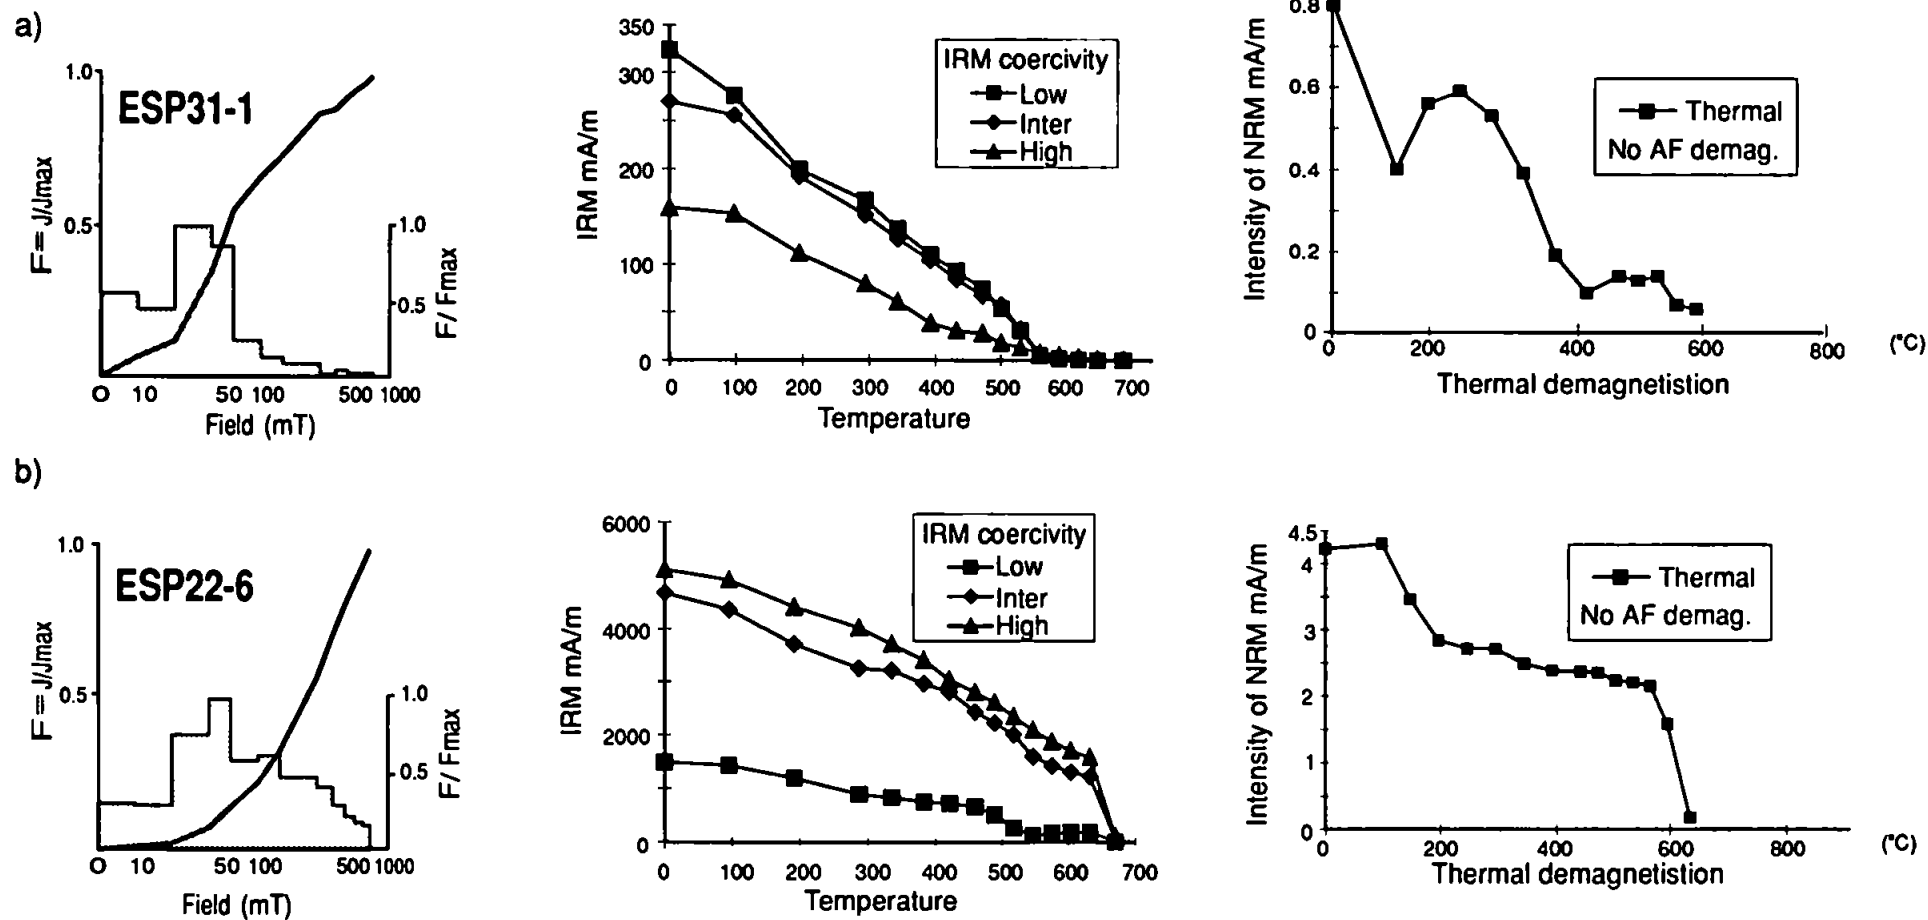 a)
ESP31-1
1.0
0.5
F= J/Jmax
1.0
0.5
F/ Fmax
0 10 50 100 500 1000
Field (mT)
350
300
200
100
0
IRM mA/m
IRM coercivity
Low
Inter
High
0 100 200 300 400 500 600 700
Temperature
0.8
0.6
0.4
0.2
0
Intensity of NRM mA/m
Thermal
No AF demag.
0 200 400 600 800 (°C)
Thermal demagnetistion
b)
ESP22-6
1.0
0.5
F= J/Jmax
1.0
0.5
F/ Fmax
0 10 50 100 500 1000
Field (mT)
6000
4000
2000
0
IRM mA/m
IRM coercivity
Low
Inter
High
0 100 200 300 400 500 600 700
Temperature
4.5
4
3
2
1
0
Intensity of NRM mA/m
Thermal
No AF demag.
0 200 400 600 800 (°C)
Thermal demagnetistion